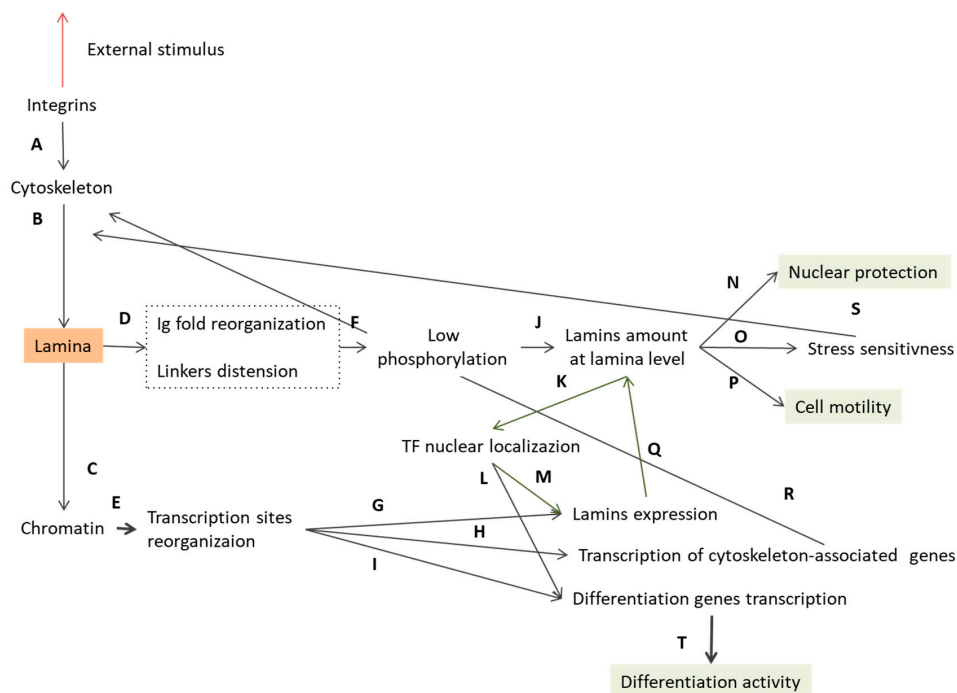 External stimulus
Integrins
A
Cytoskeleton
B
Lamina
D
Ig fold reorganization
Linkers distension
F
Low
phosphorylation
J
Lamins amount
at lamina level
N
Nuclear protection
S
O
Stress sensitivness
P
Cell motility
K
TF nuclear localizazion
Q
L
M
R
C
E
Chromatin
Transcription sites
reorganizaion
G
H
I
Lamins expression
Transcription of cytoskeleton-associated genes
Differentiation genes transcription
T
Differentiation activity